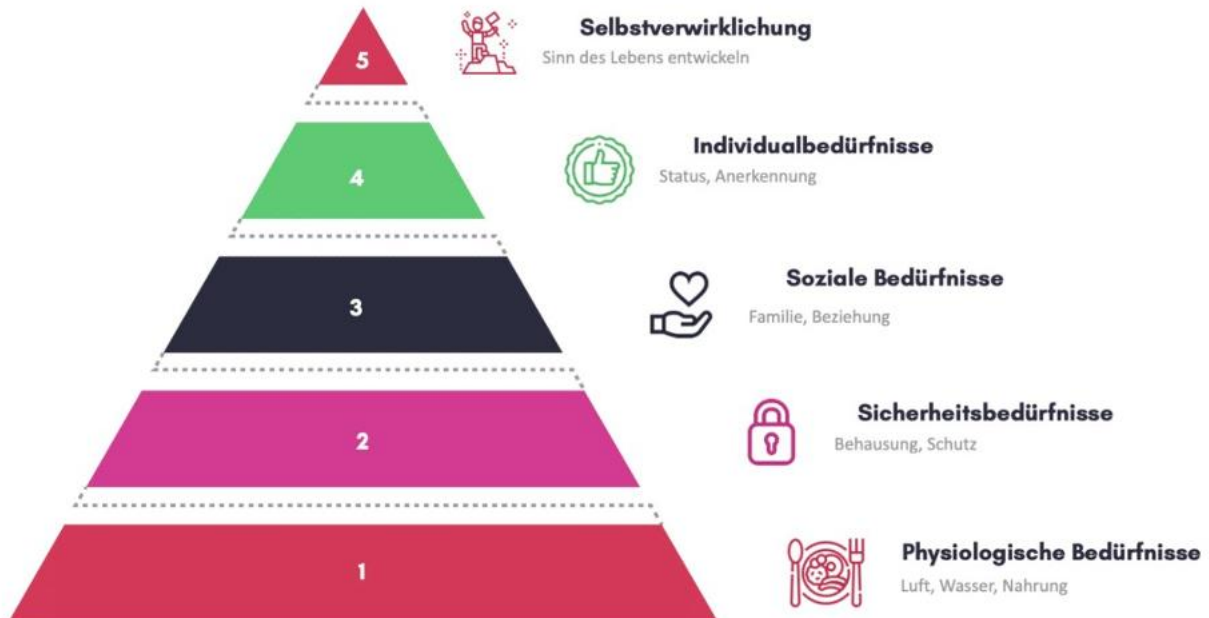 5
Selbstverwirklichung
Sinn des Lebens entwickeln
4
Individualbedürfnisse
Status, Anerkennung
3
Soziale Bedürfnisse
Familie, Beziehung
2
Sicherheitsbedürfnisse
Behausung, Schutz
1
Physiologische Bedürfnisse
Luft, Wasser, Nahrung